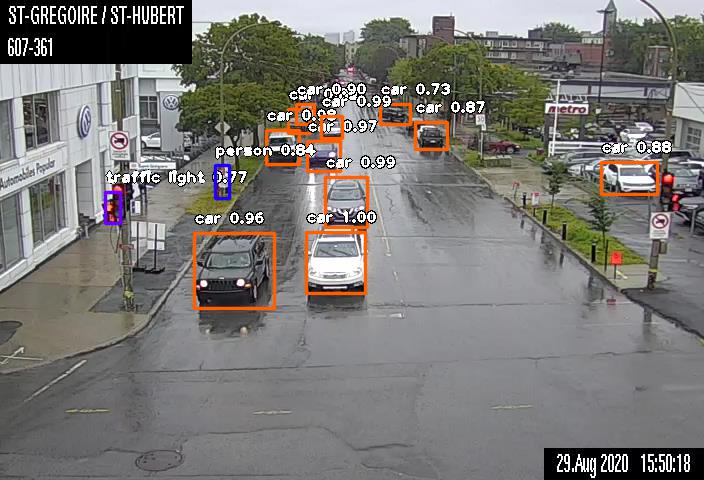 ST-GREGOIRE / ST-HUBERT
607-361
car 0.90
car 0.73
car 0.99
car 0.87
car 0.97
person 0.84
car 0.99
car 0.88
traffic light 0.77
car 0.96
car 1.00
metro
Automobiles Popular
29.Aug 2020 15:50:18